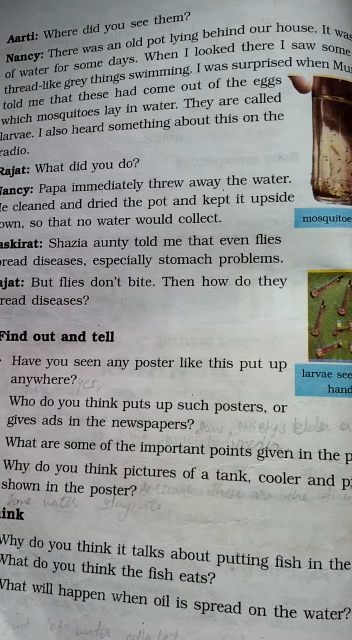 Aarti: Where did you see them?
Nancy: There was an old pot lying behind our house. It was
of water for some days. When I looked there I saw some
thread-like grey things swimming. I was surprised when Mu
told me that these had come out of the eggs
which mosquitoes lay in water. They are called
larvae. I also heard something about this on the
radio.
Rajat: What did you do?
Nancy: Papa immediately threw away the water.
He cleaned and dried the pot and kept it upside
own, so that no water would collect.
mosquitoe
askirat: Shazia aunty told me that even flies
pread diseases, especially stomach problems.
ajat: But flies don't bite. Then how do they
read diseases?
larvae see
hand
Find out and tell
Have you seen any poster like this put up
anywhere?
Who do you think puts up such posters, or
gives ads in the newspapers?
What are some of the important points given in the p
Why do you think pictures of a tank, cooler and pi
shown in the poster?
some water
ink
Why do you think it talks about putting fish in the
What do you think the fish eats?
What will happen when oil is spread on the water?